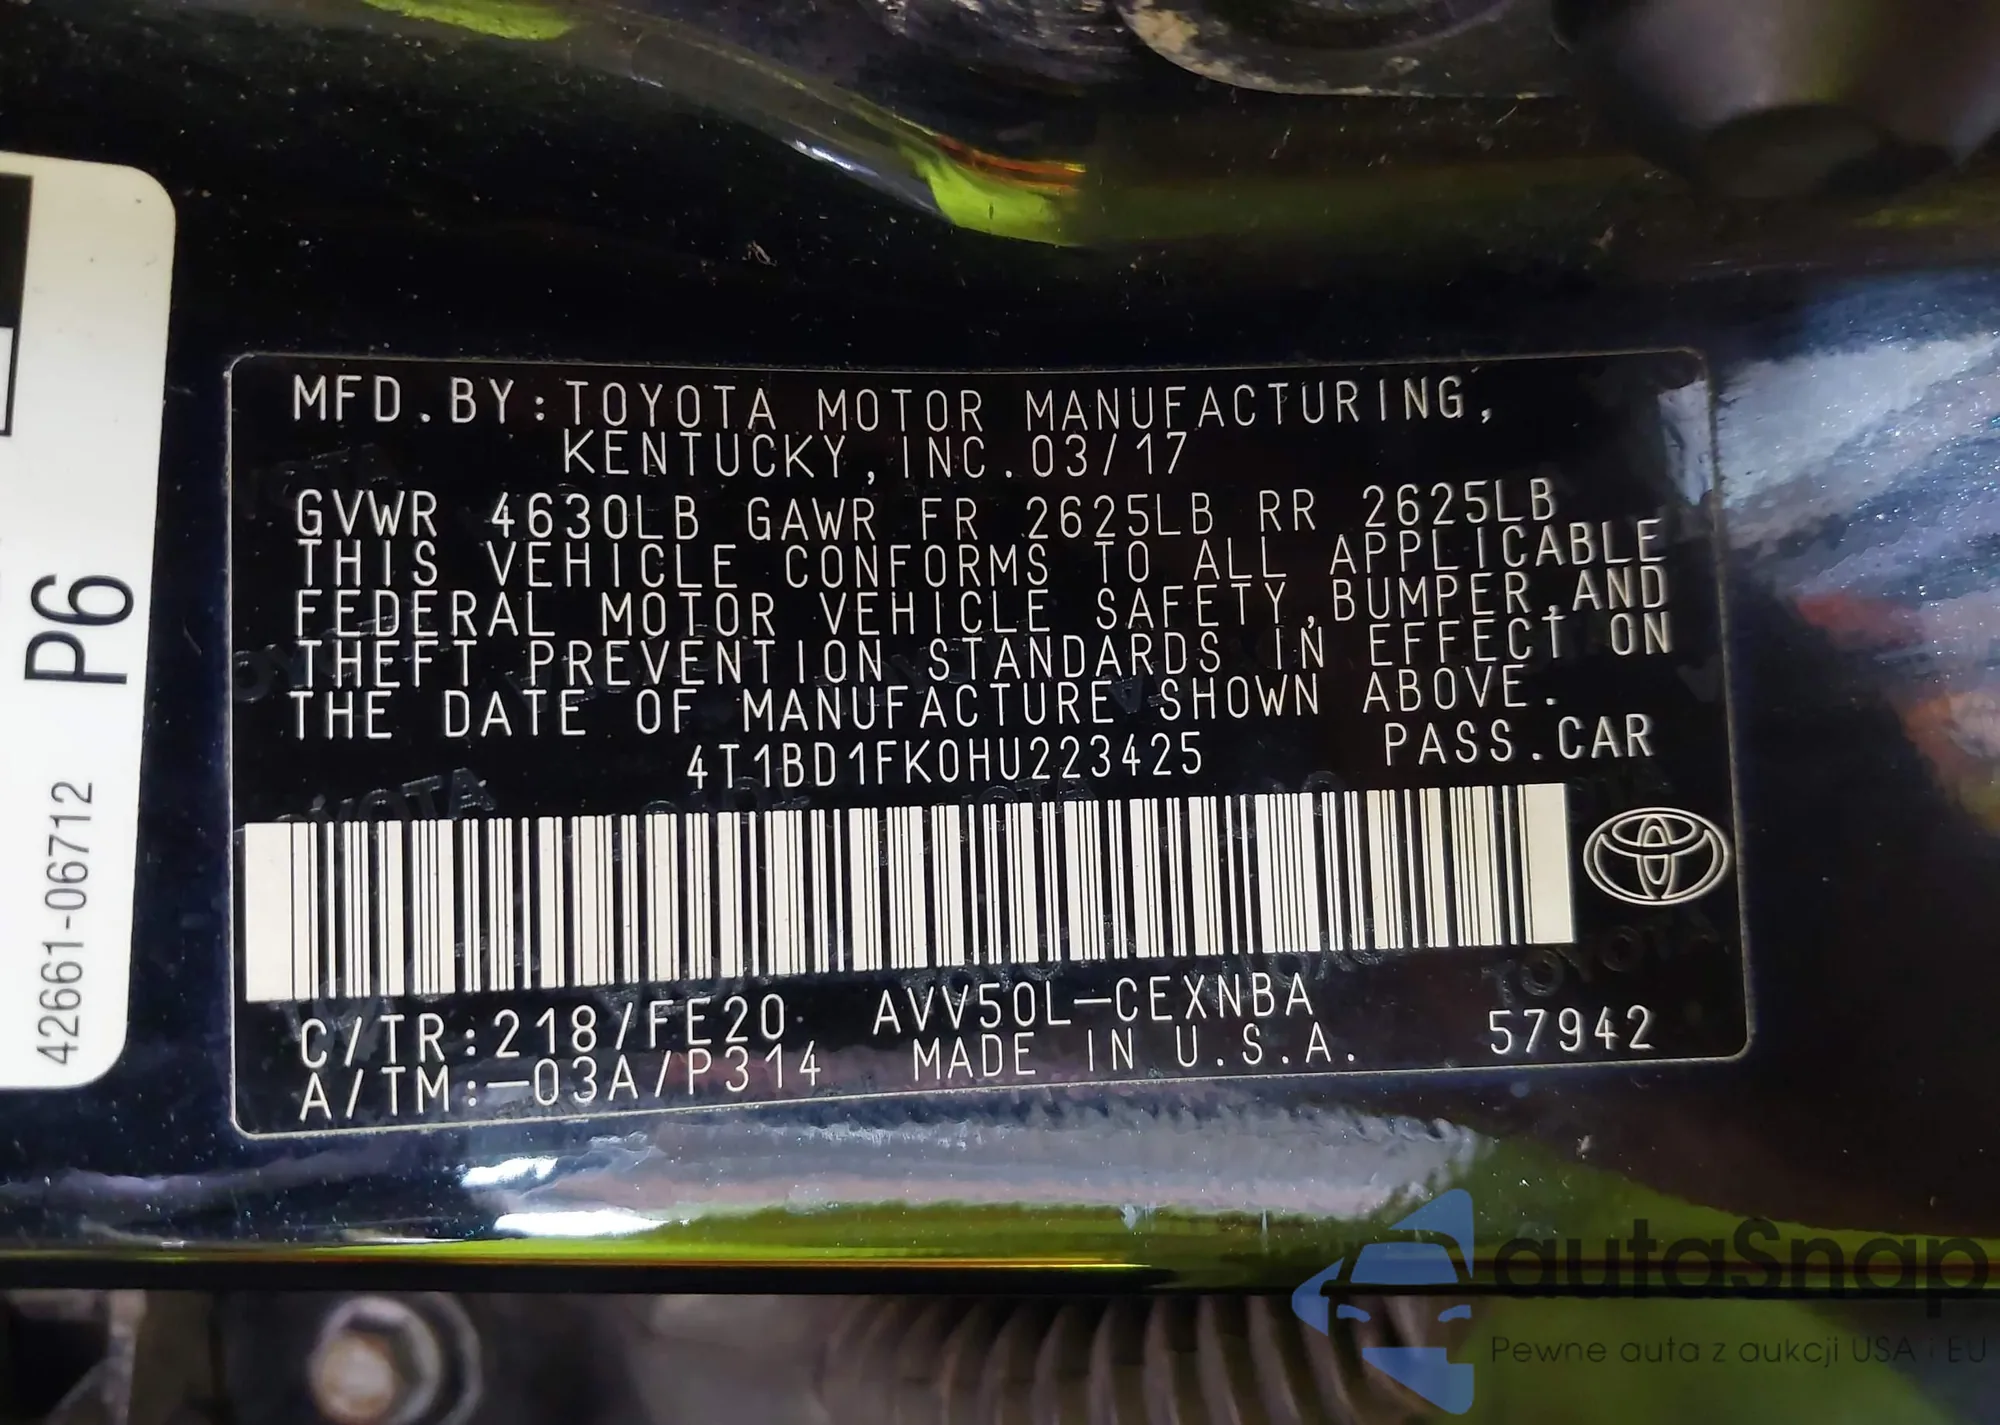 MFD.BY:TOYOTA MOTOR MANUFACTURING,
KENTUCKY,INC.03/17
GVWR 4630LB GAWR FR 2625LB RR 2625LB
THIS VEHICLE CONFORMS TO ALL APPLICABLE
FEDERAL MOTOR VEHICLE SAFETY,BUMPER,AND
THEFT PREVENTION STANDARDS IN EFFECT ON
THE DATE OF MANUFACTURE SHOWN ABOVE.
4T1BD1FK0HU223425 PASS.CAR
C/TR:218/FE20 AVV50L-CEXNBA 57942
A/TM:-03A/P314 MADE IN U.S.A.
42661-06712 P6
autaSnap
Pewne auta z aukcji USA i EU